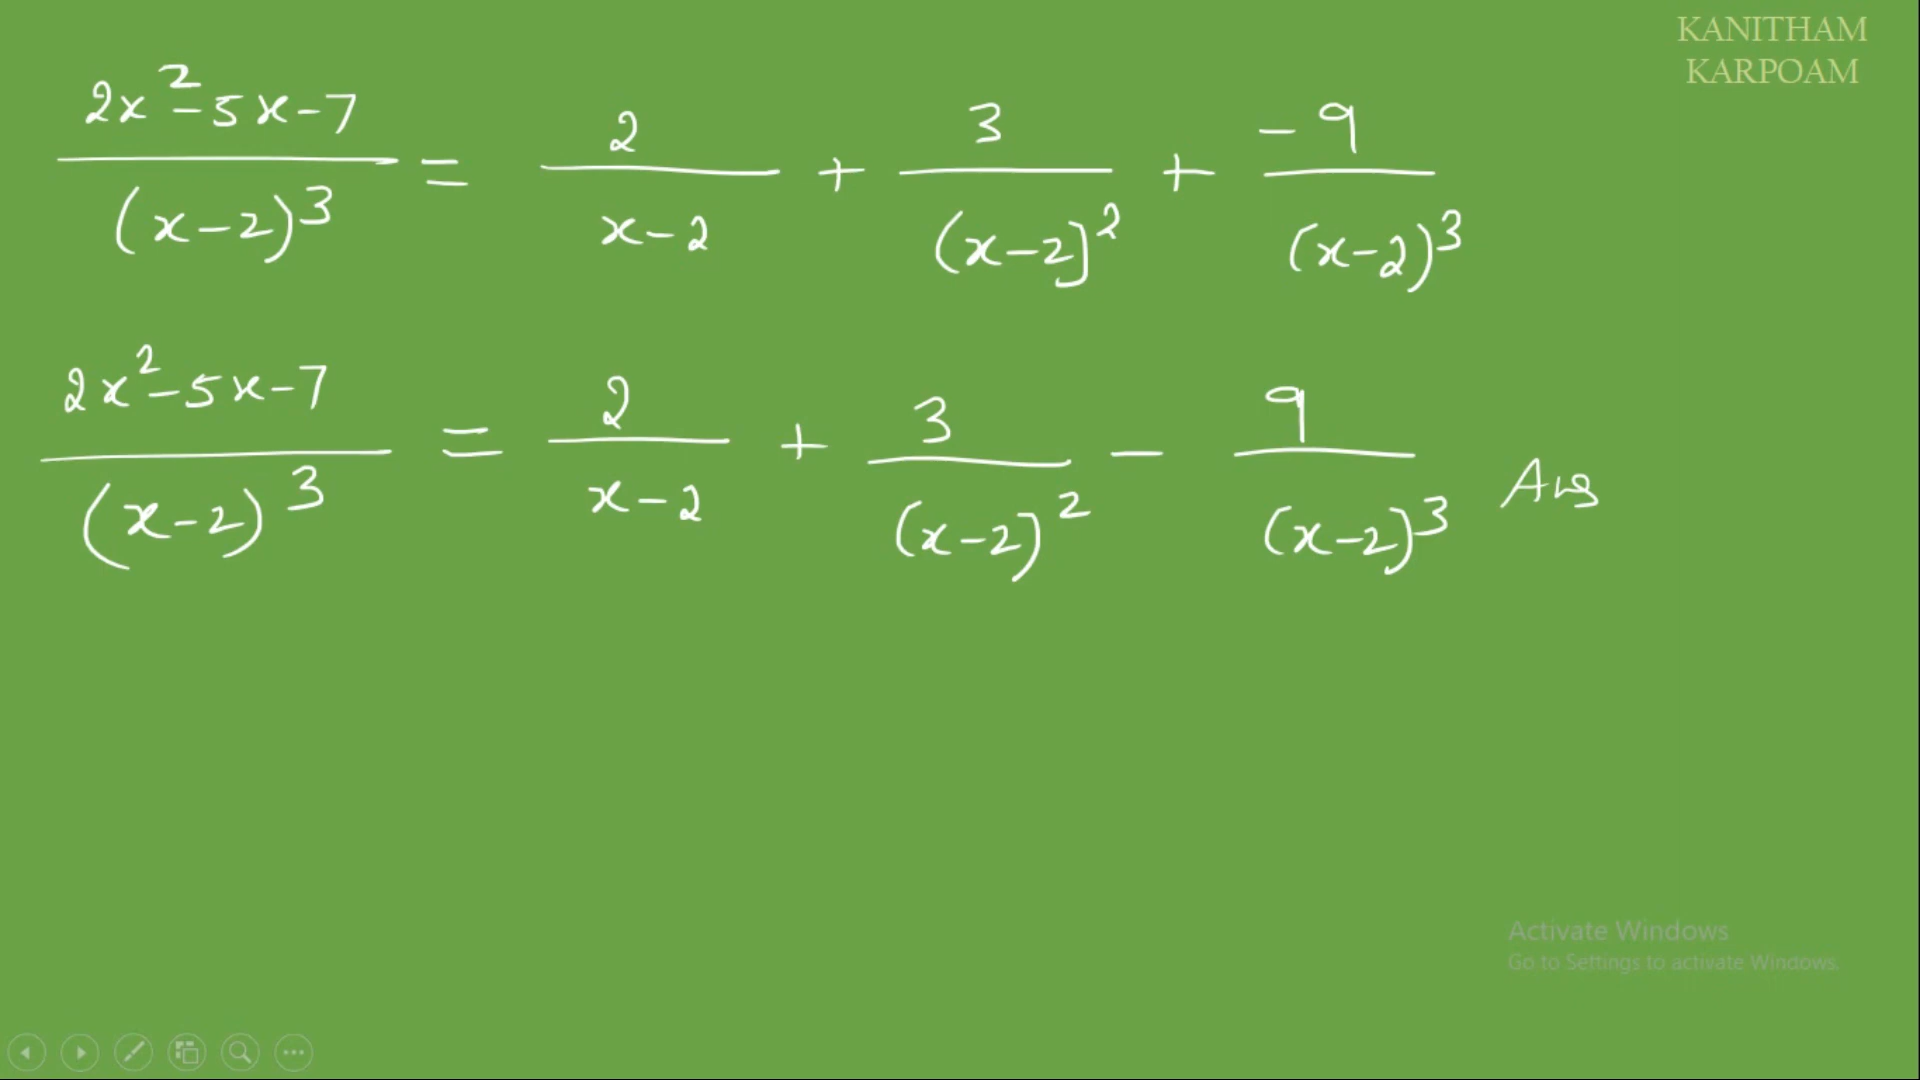 KANITHAM
KARPOAM
2x²-5x-7/(x-2)³ = 2/x-2 + 3/(x-2]² + -9/(x-2)³
2x²-5x-7/(x-2)³ = 2/x-2 + 3/(x-2)² - 9/(x-2)³ Ans
Activate Windows
Go to Settings to activate Windows.